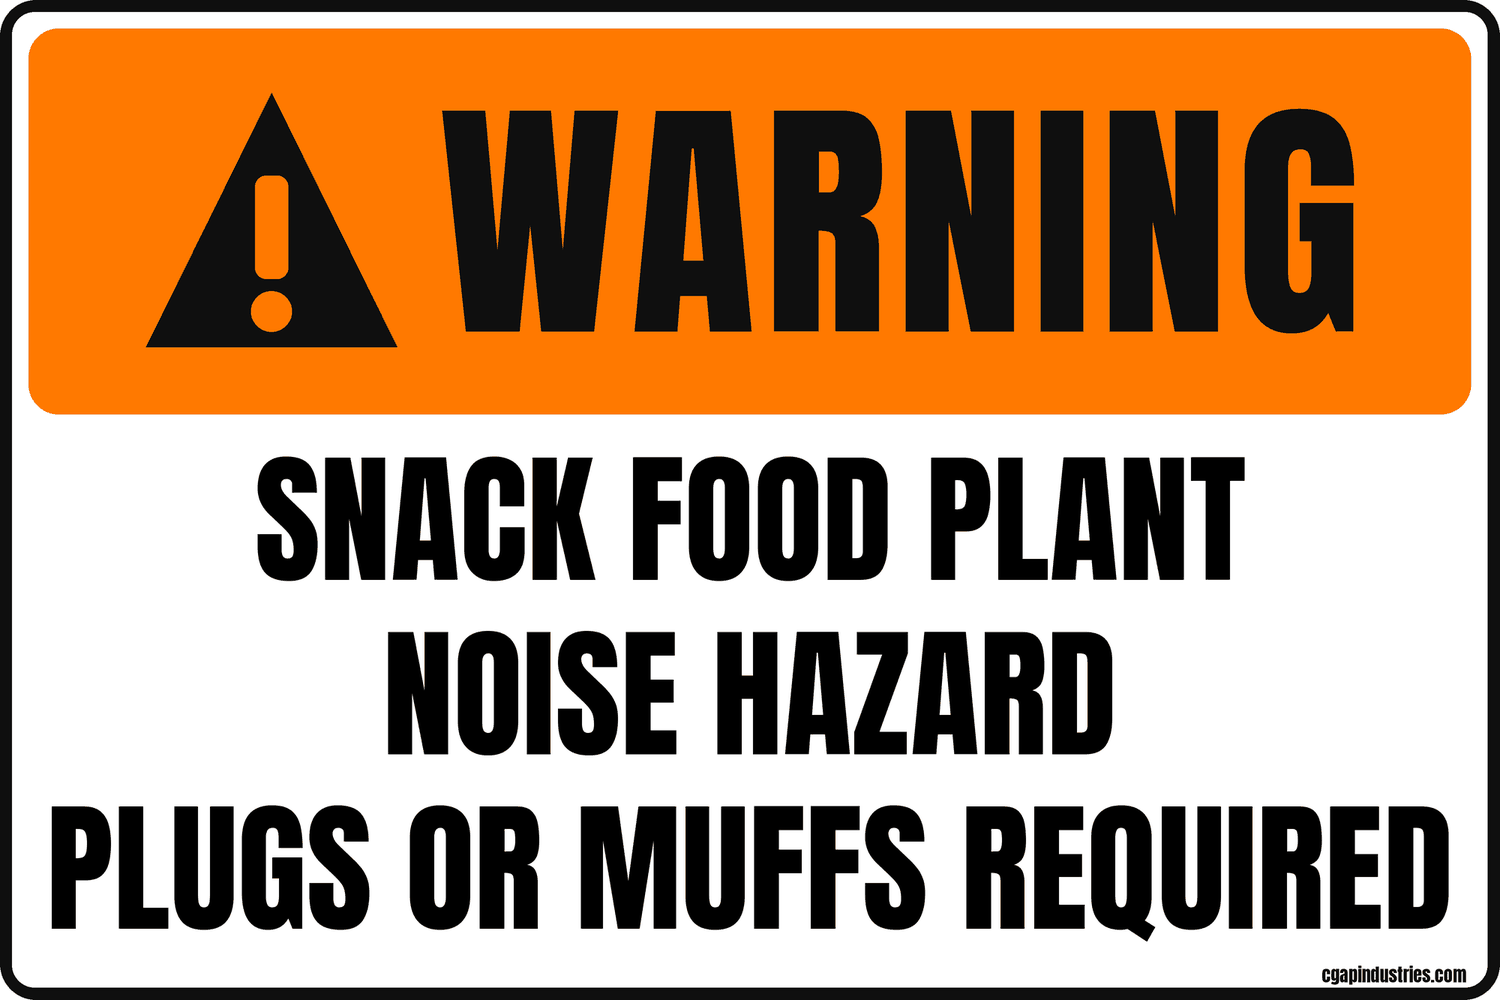 WARNING
SNACK FOOD PLANT
NOISE HAZARD
PLUGS OR MUFFS REQUIRED
cgapindustries.com